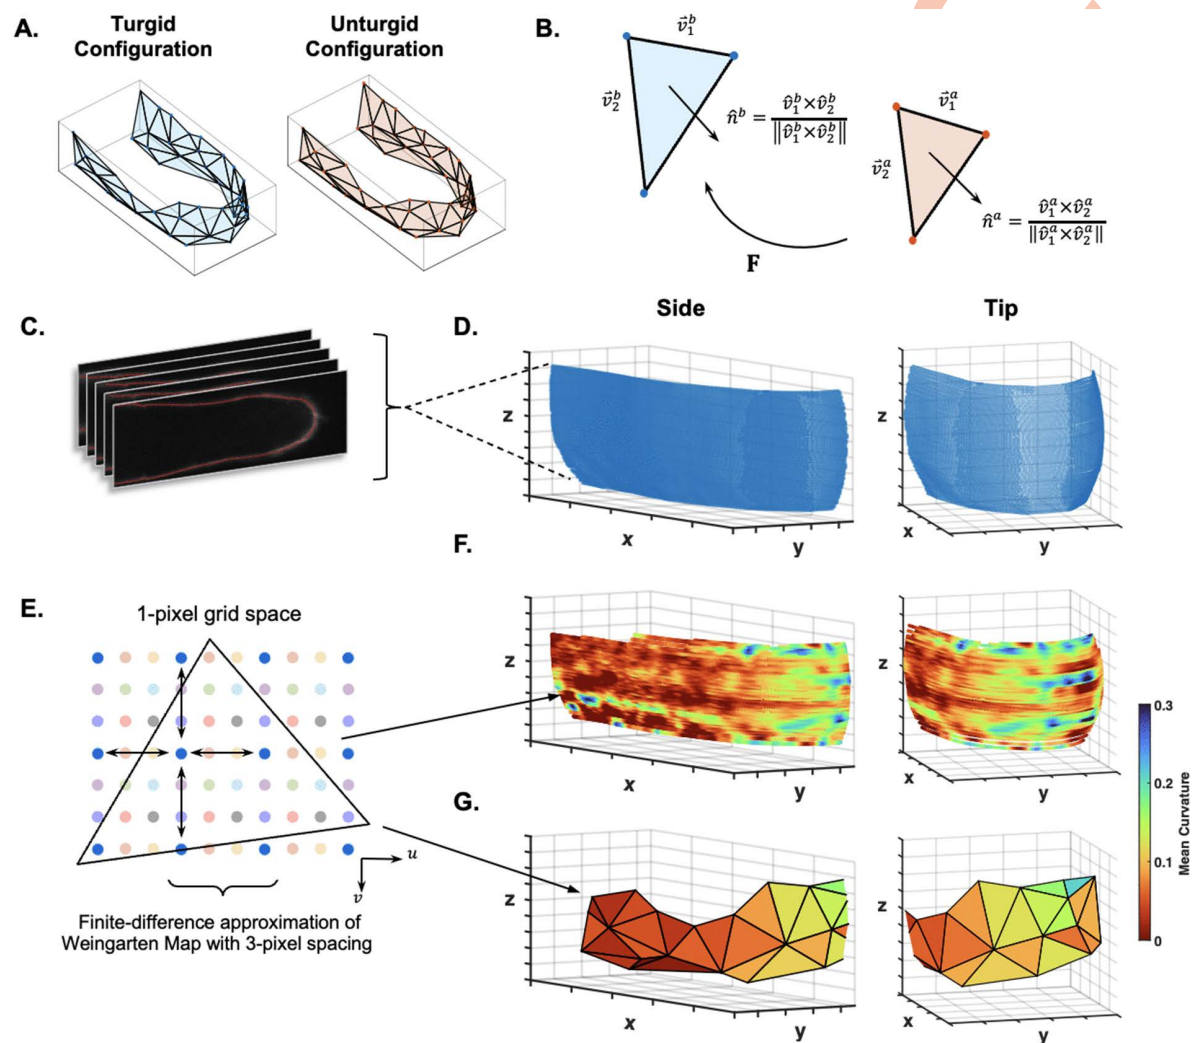 A.
Turgid
Configuration
Unturgid
Configuration
B.
v⃗₁ᵇ
v⃗₂ᵇ
n̂ᵇ = v̂₁ᵇ×v̂₂ᵇ / ‖v̂₁ᵇ×v̂₂ᵇ‖
v⃗₁ᵃ
v⃗₂ᵃ
n̂ᵃ = v̂₁ᵃ×v̂₂ᵃ / ‖v̂₁ᵃ×v̂₂ᵃ‖
F
C.
D.
Side
Tip
z
x
y
z
x
y
E.
1-pixel grid space
u
v
Finite-difference approximation of
Weingarten Map with 3-pixel spacing
F.
z
x
y
z
x
y
G.
z
x
y
z
x
y
0.3
0.2
0.1
0
Mean Curvature